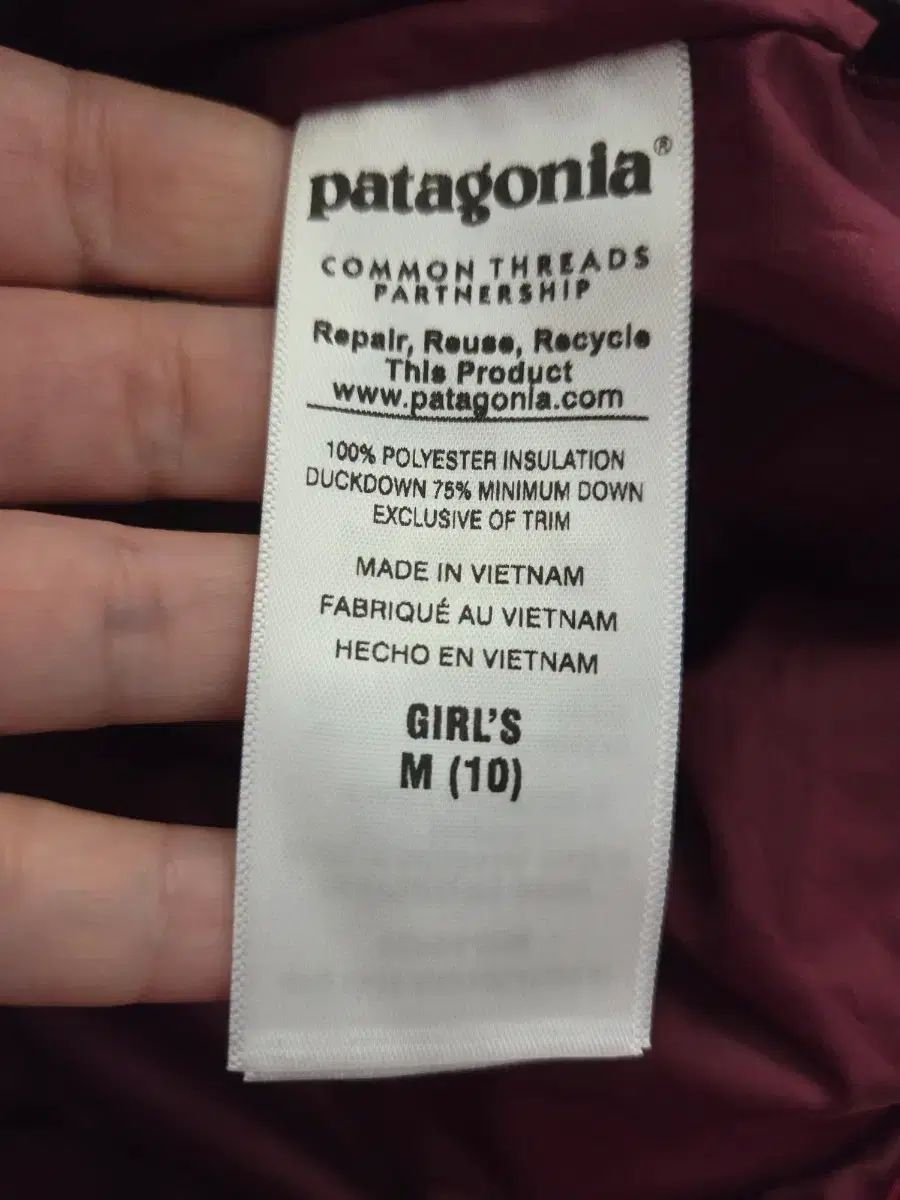 patagonia®
COMMON THREADS
PARTNERSHIP
Repair, Reuse, Recycle
This Product
www.patagonia.com
100% POLYESTER INSULATION
DUCKDOWN 75% MINIMUM DOWN
EXCLUSIVE OF TRIM
MADE IN VIETNAM
FABRIQUÉ AU VIETNAM
HECHO EN VIETNAM
GIRL'S
M (10)